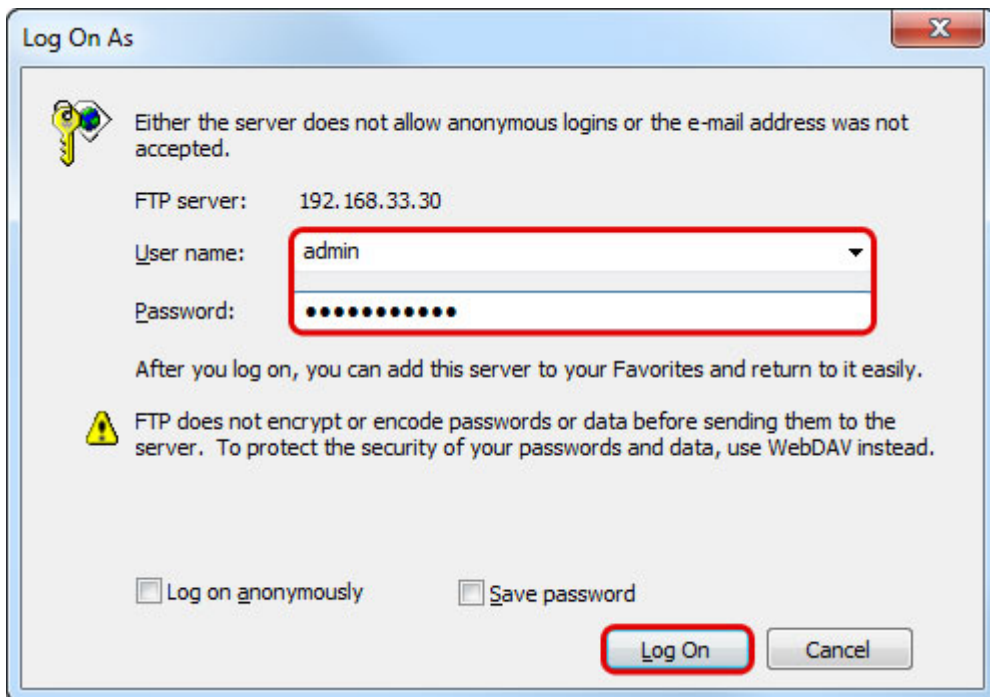 Log On As
Either the server does not allow anonymous logins or the e-mail address was not
accepted.
FTP server: 192.168.33.30
User name: admin
Password: ●●●●●●●●●●●
After you log on, you can add this server to your Favorites and return to it easily.
FTP does not encrypt or encode passwords or data before sending them to the
server. To protect the security of your passwords and data, use WebDAV instead.
Log on anonymously Save password
Log On Cancel